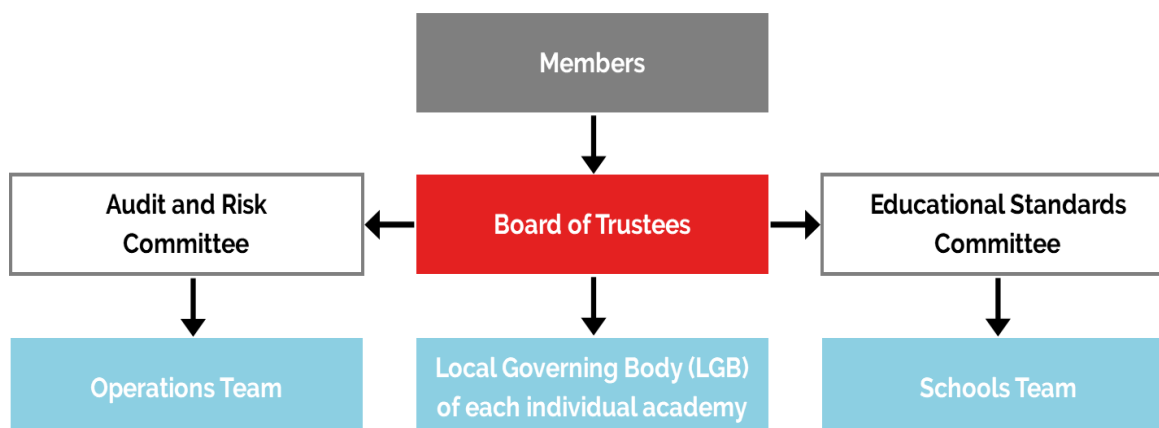 Members
Audit and Risk
Committee
Board of Trustees
Educational Standards
Committee
Operations Team
Local Governing Body (LGB)
of each individual academy
Schools Team